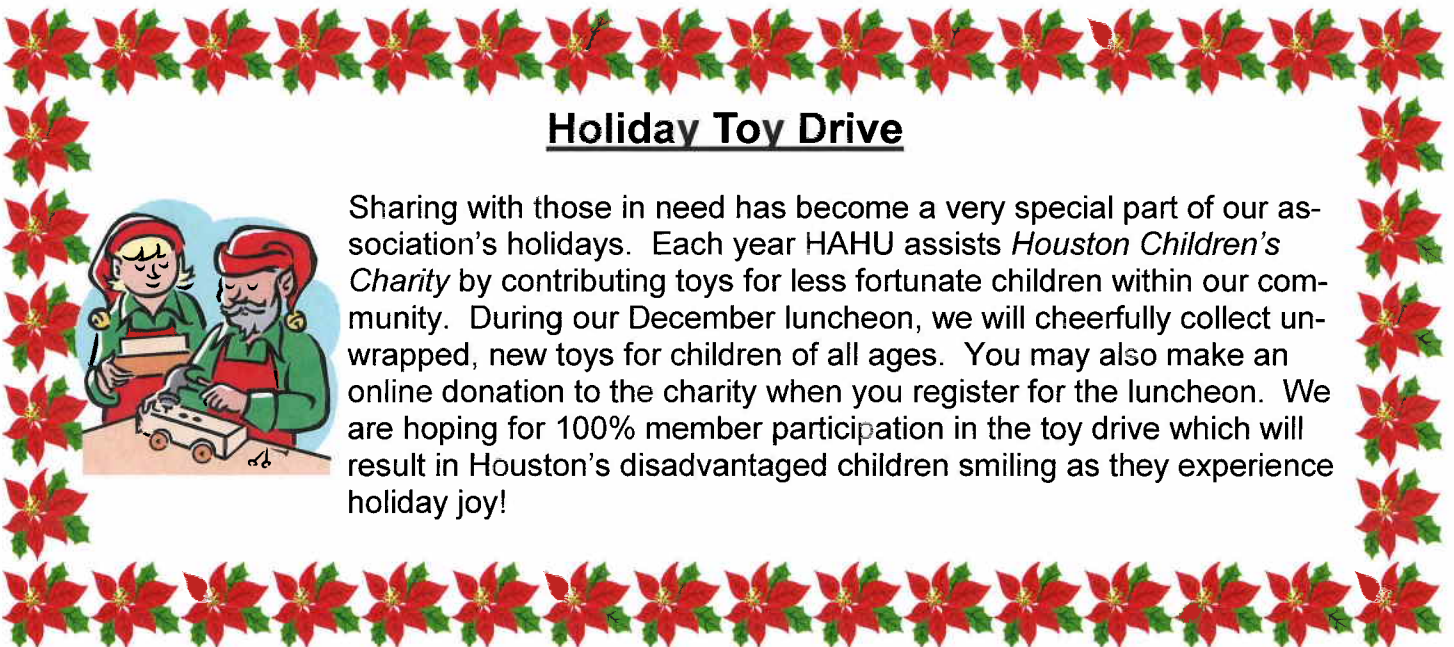 Holiday Toy Drive
Sharing with those in need has become a very special part of our as-
sociation's holidays.  Each year HAHU assists Houston Children's
Charity by contributing toys for less fortunate children within our com-
munity.  During our December luncheon, we will cheerfully collect un-
wrapped, new toys for children of all ages.  You may also make an
online donation to the charity when you register for the luncheon.  We
are hoping for 100% member participation in the toy drive which will
result in Houston's disadvantaged children smiling as they experience
holiday joy!